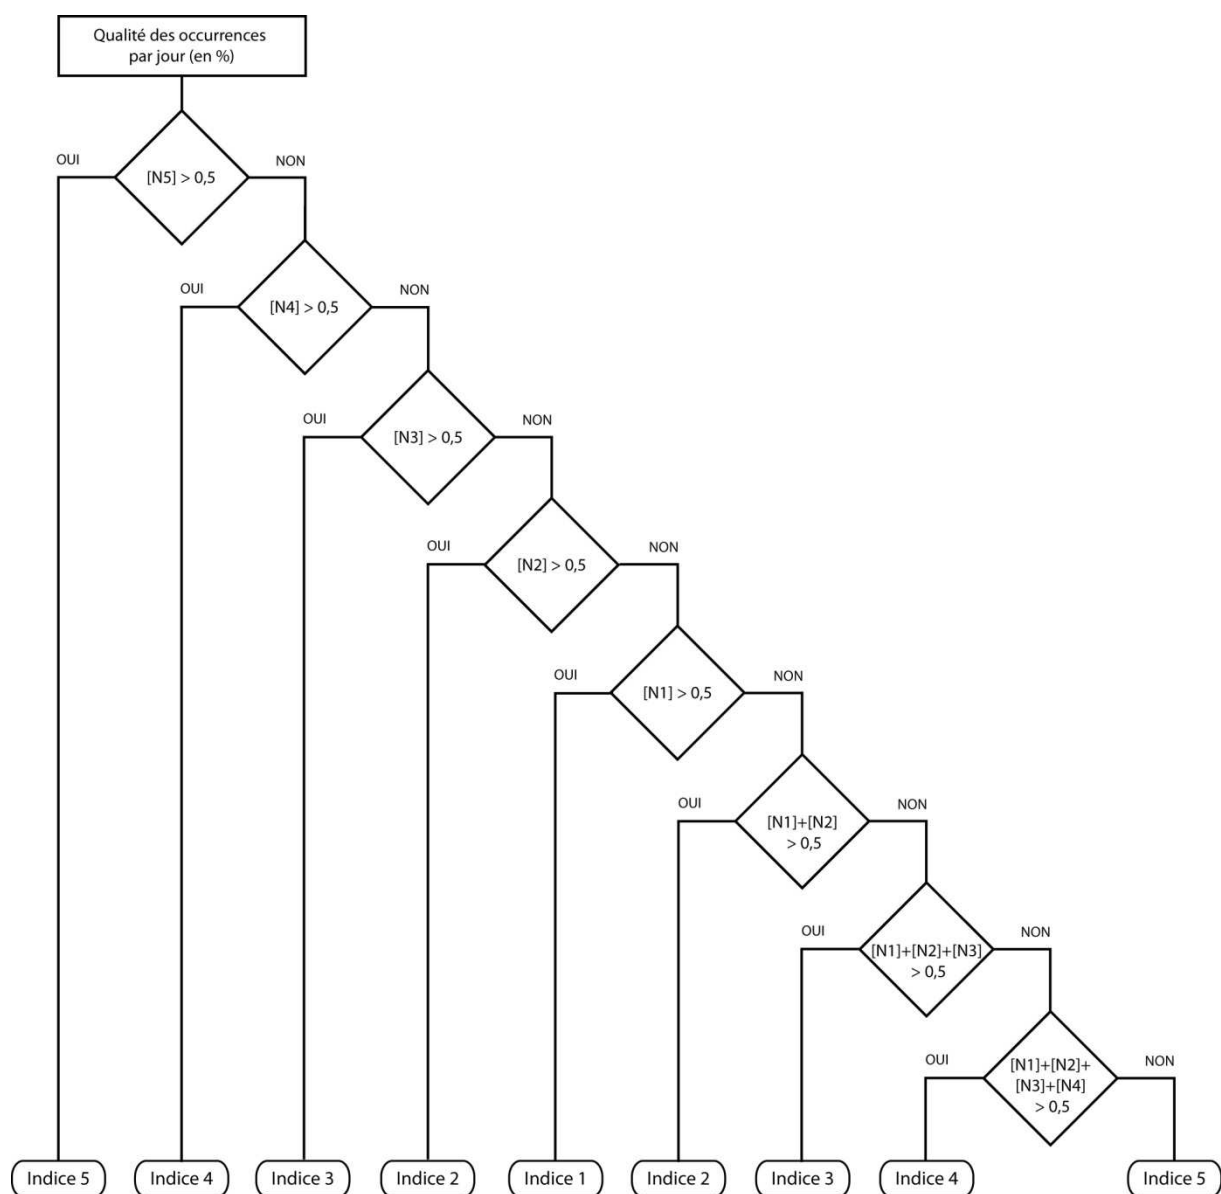 Qualité des occurrences
par jour (en %)
OUI
NON
[N5] > 0,5
OUI
NON
[N4] > 0,5
OUI
NON
[N3] > 0,5
OUI
NON
[N2] > 0,5
OUI
NON
[N1] > 0,5
OUI
NON
[N1]+[N2]
> 0,5
OUI
NON
[N1]+[N2]+[N3]
> 0,5
OUI
NON
[N1]+[N2]+
[N3]+[N4]
> 0,5
Indice 5
Indice 4
Indice 3
Indice 2
Indice 1
Indice 2
Indice 3
Indice 4
Indice 5